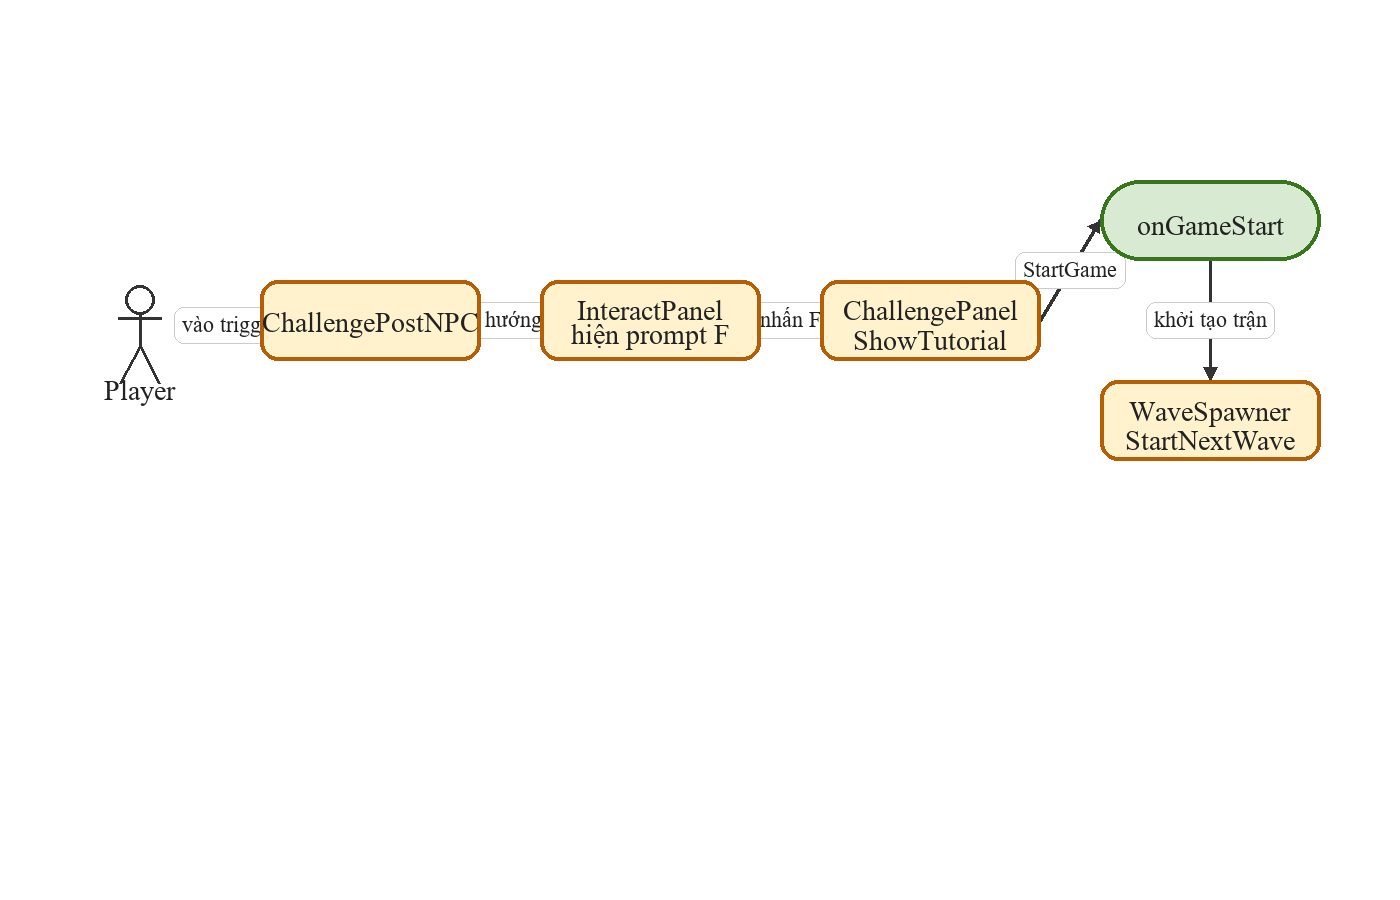 onGameStart
StartGame
vào trigg
ChallengePostNPC
hướng
InteractPanel
hiện prompt F
nhấn F
ChallengePanel
ShowTutorial
khởi tạo trận
Player
WaveSpawner
StartNextWave